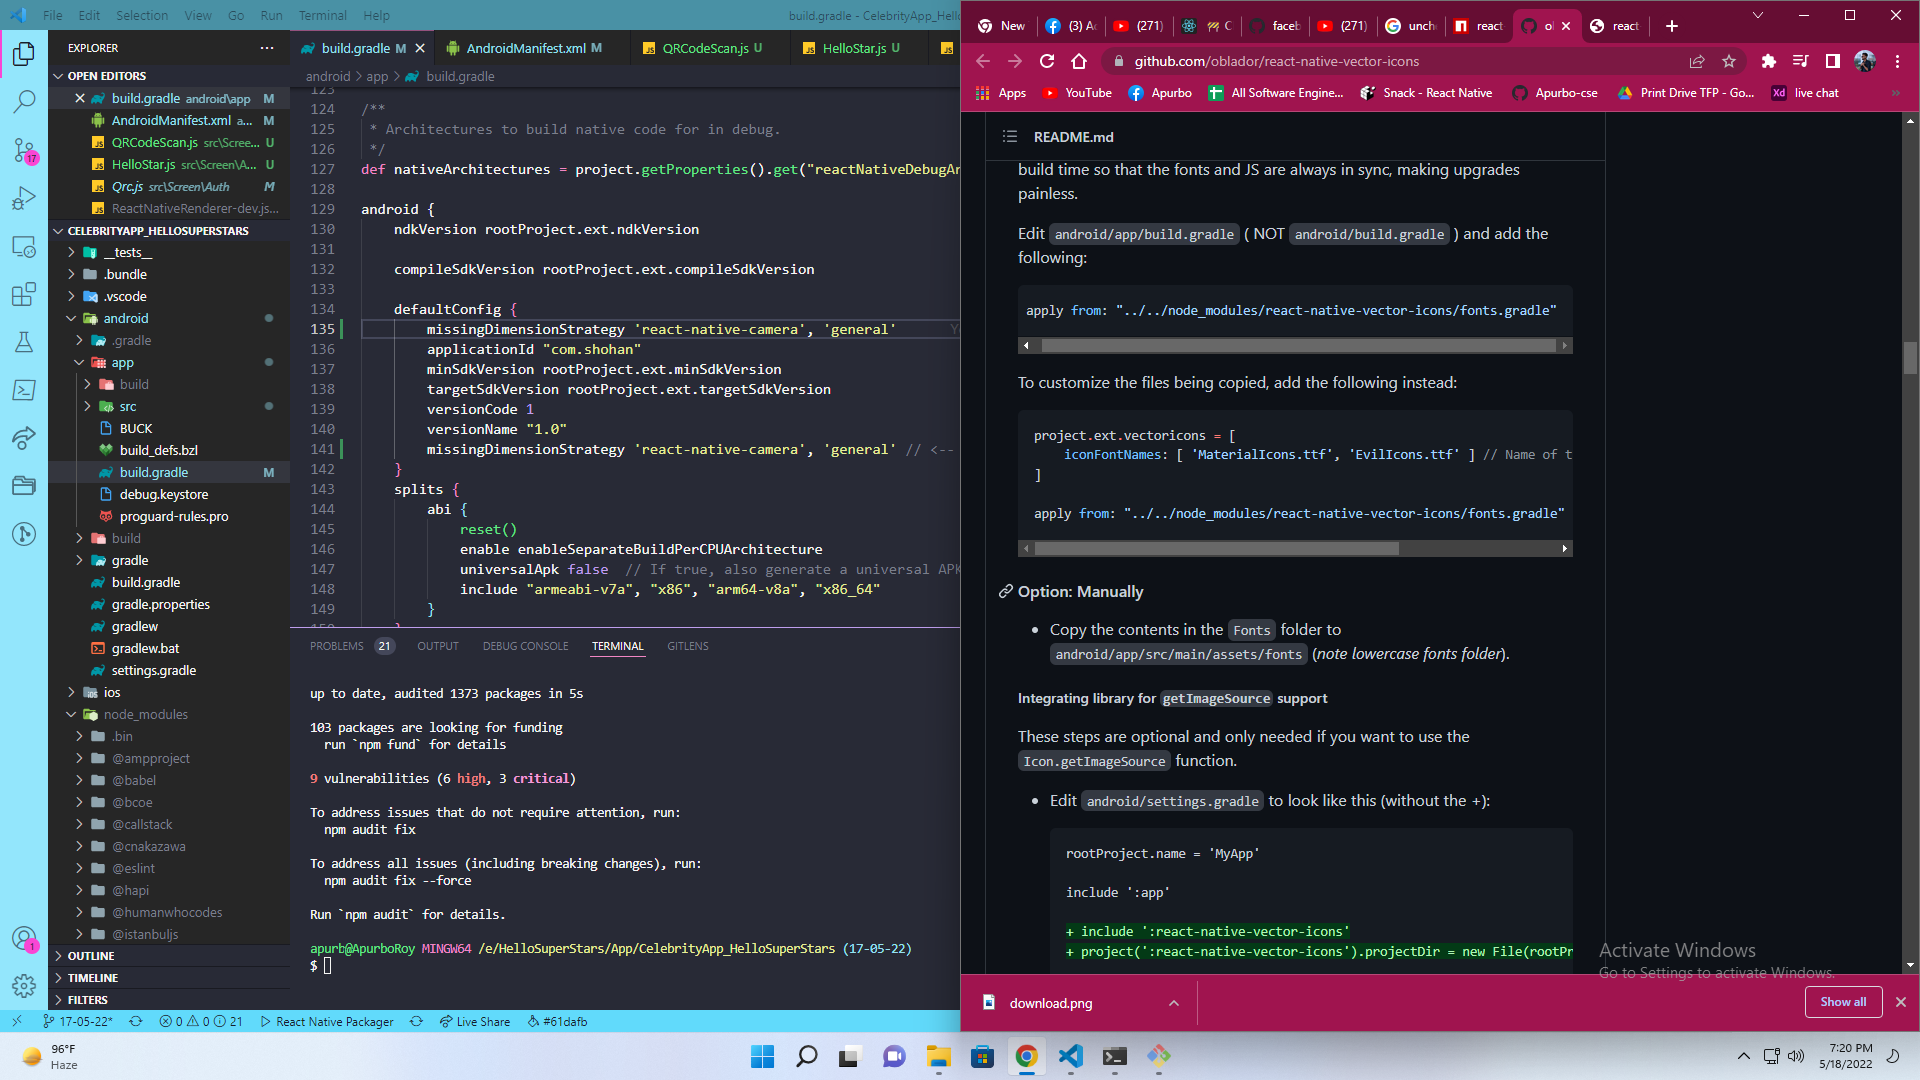 File Edit Selection View Go Run Terminal Help
build.gradle - CelebrityApp_Hello
EXPLORER
OPEN EDITORS
build.gradle android\app M
AndroidManifest.xml a... M
QRCodeScan.js src\Scree... U
HelloStar.js src\Screen\A... U
Qrc.js src\Screen\Auth M
ReactNativeRenderer-dev.js...
CELEBRITYAPP_HELLOSUPERSTARS
__tests__
.bundle
.vscode
android
.gradle
app
build
src
BUCK
build_defs.bzl
build.gradle M
debug.keystore
proguard-rules.pro
build
gradle
build.gradle
gradle.properties
gradlew
gradlew.bat
settings.gradle
ios
node_modules
.bin
@ampproject
@babel
@bcoe
@callstack
@cnakazawa
@eslint
@hapi
@humanwhocodes
@istanbuljs
OUTLINE
TIMELINE
FILTERS
17
1
build.gradle M
AndroidManifest.xml M
QRCodeScan.js U
HelloStar.js U
android > app > build.gradle
123
124 /**
125 * Architectures to build native code for in debug.
126 */
127 def nativeArchitectures = project.getProperties().get("reactNativeDebugAr
128
129 android {
130 ndkVersion rootProject.ext.ndkVersion
131
132 compileSdkVersion rootProject.ext.compileSdkVersion
133
134 defaultConfig {
135 missingDimensionStrategy 'react-native-camera', 'general' Y
136 applicationId "com.shohan"
137 minSdkVersion rootProject.ext.minSdkVersion
138 targetSdkVersion rootProject.ext.targetSdkVersion
139 versionCode 1
140 versionName "1.0"
141 missingDimensionStrategy 'react-native-camera', 'general' // <--
142 }
143 splits {
144 abi {
145 reset()
146 enable enableSeparateBuildPerCPUArchitecture
147 universalApk false // If true, also generate a universal APK
148 include "armeabi-v7a", "x86", "arm64-v8a", "x86_64"
149 }
PROBLEMS 21 OUTPUT DEBUG CONSOLE TERMINAL GITLENS
up to date, audited 1373 packages in 5s
103 packages are looking for funding
run `npm fund` for details
9 vulnerabilities (6 high, 3 critical)
To address issues that do not require attention, run:
npm audit fix
To address all issues (including breaking changes), run:
npm audit fix --force
Run `npm audit` for details.
apurb@ApurboRoy MINGW64 /e/HelloSuperStars/App/CelebrityApp_HelloSuperStars (17-05-22)
$
17-05-22* 0 0 21 React Native Packager Live Share #61dafb
New (3) A (271) C faceb (271) unch react ol react
github.com/oblador/react-native-vector-icons
Apps YouTube Apurbo All Software Engine... Snack - React Native Apurbo-cse Print Drive TFP - Go... Xd live chat »
README.md
build time so that the fonts and JS are always in sync, making upgrades
painless.
Edit android/app/build.gradle ( NOT android/build.gradle ) and add the
following:
apply from: "../../node_modules/react-native-vector-icons/fonts.gradle"
To customize the files being copied, add the following instead:
project.ext.vectoricons = [
iconFontNames: [ 'MaterialIcons.ttf', 'EvilIcons.ttf' ] // Name of t
]
apply from: "../../node_modules/react-native-vector-icons/fonts.gradle"
Option: Manually
• Copy the contents in the Fonts folder to
android/app/src/main/assets/fonts (note lowercase fonts folder).
Integrating library for getImageSource support
These steps are optional and only needed if you want to use the
Icon.getImageSource function.
• Edit android/settings.gradle to look like this (without the +):
rootProject.name = 'MyApp'
include ':app'
+ include ':react-native-vector-icons'
+ project(':react-native-vector-icons').projectDir = new File(rootPr
Activate Windows
Go to Settings to activate Windows.
download.png
Show all
96°F
Haze
7:20 PM
5/18/2022